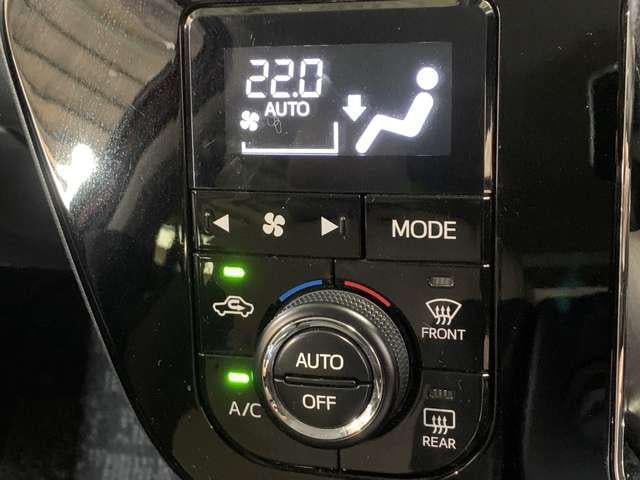 22.0
AUTO
MODE
FRONT
AUTO
OFF
A/C
REAR